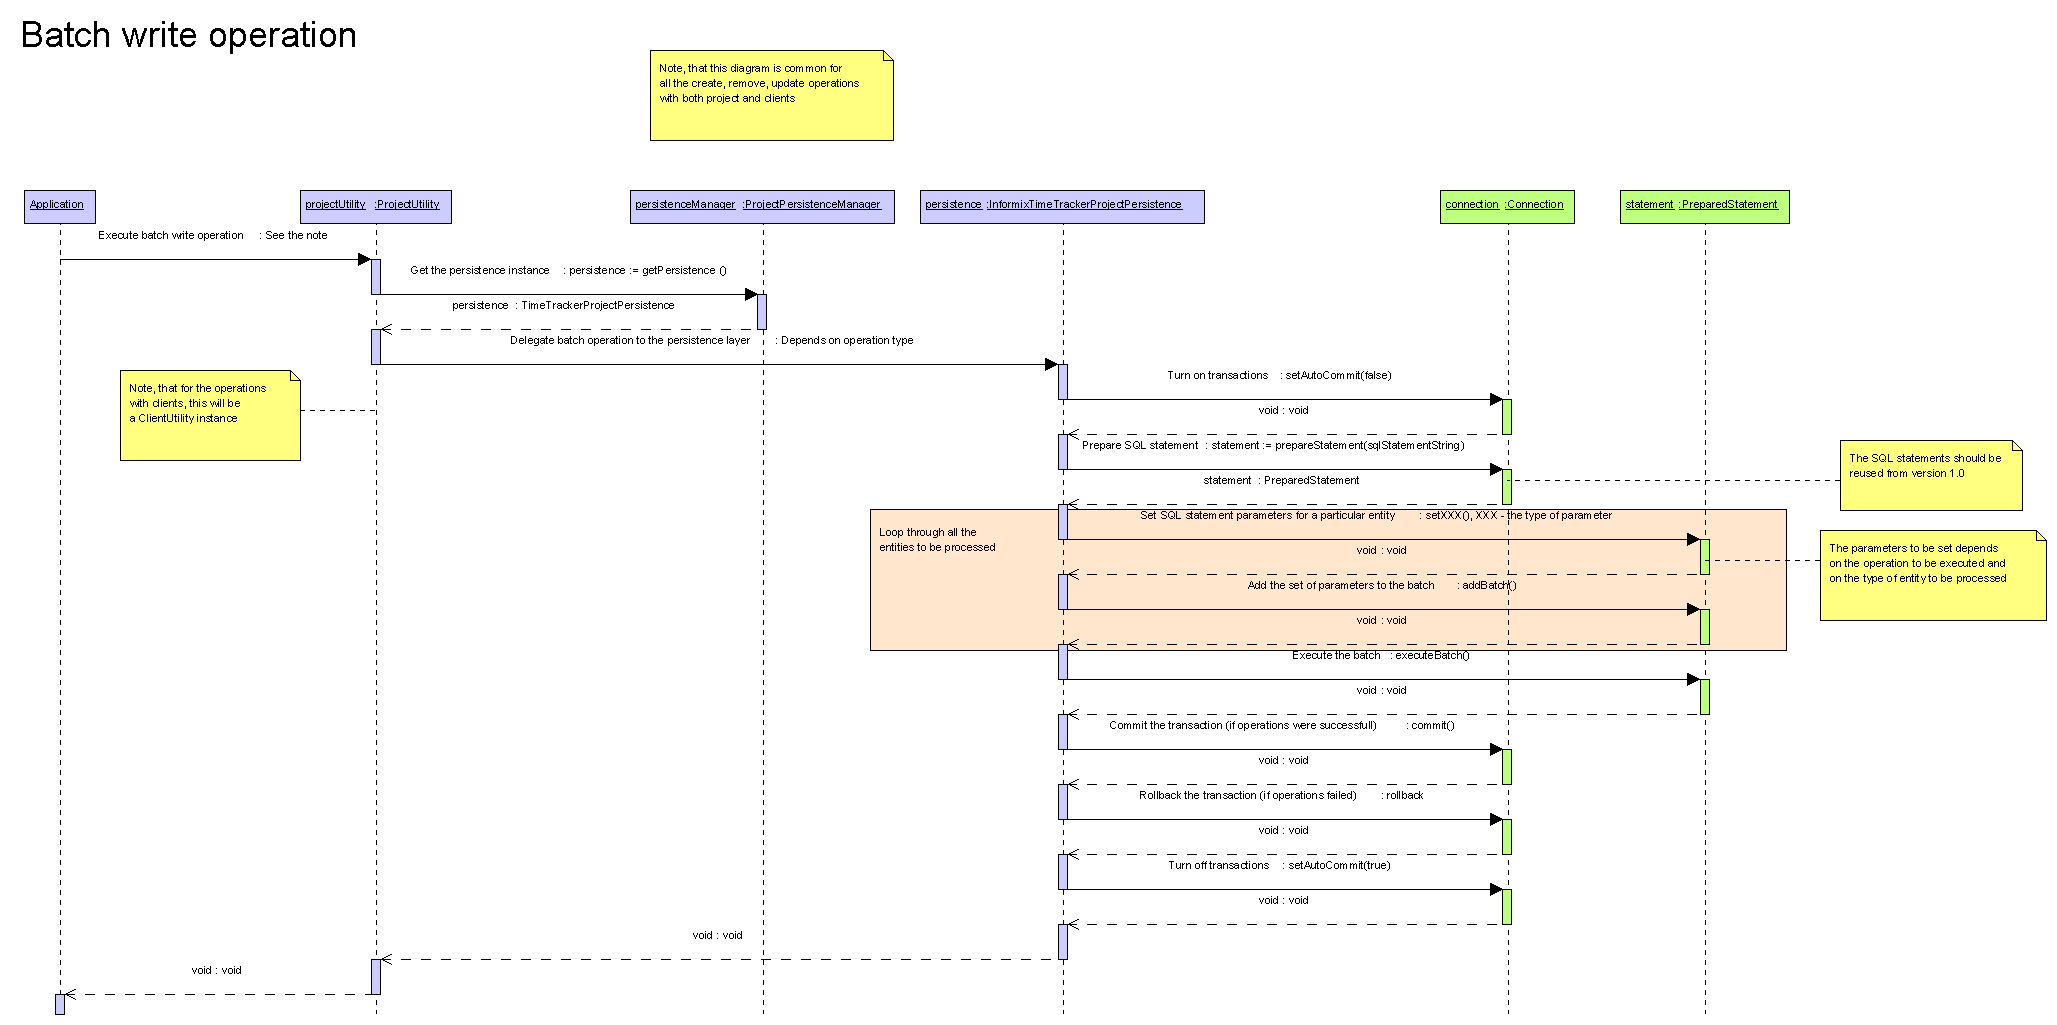 Batch write operation
Note, that this diagram is common for
all the create, remove, update operations
with both project and clients
Application
projectUtility :ProjectUtility
persistenceManager :ProjectPersistenceManager
persistence :InformixTimeTrackerProjectPersistence
connection :Connection
statement :PreparedStatement
Execute batch write operation : See the note
Get the persistence instance : persistence := getPersistence ()
persistence : TimeTrackerProjectPersistence
Delegate batch operation to the persistence layer : Depends on operation type
Note, that for the operations
with clients, this will be
a ClientUtility instance
Turn on transactions : setAutoCommit(false)
void : void
Prepare SQL statement : statement := prepareStatement(sqlStatementString)
The SQL statements should be
reused from version 1.0
statement : PreparedStatement
Set SQL statement parameters for a particular entity : setXXX(), XXX - the type of parameter
Loop through all the
entities to be processed
void : void
The parameters to be set depends
on the operation to be executed and
on the type of entity to be processed
Add the set of parameters to the batch : addBatch()
void : void
Execute the batch : executeBatch()
void : void
Commit the transaction (if operations were successfull) : commit()
void : void
Rollback the transaction (if operations failed) : rollback
void : void
Turn off transactions : setAutoCommit(true)
void : void
void : void
void : void